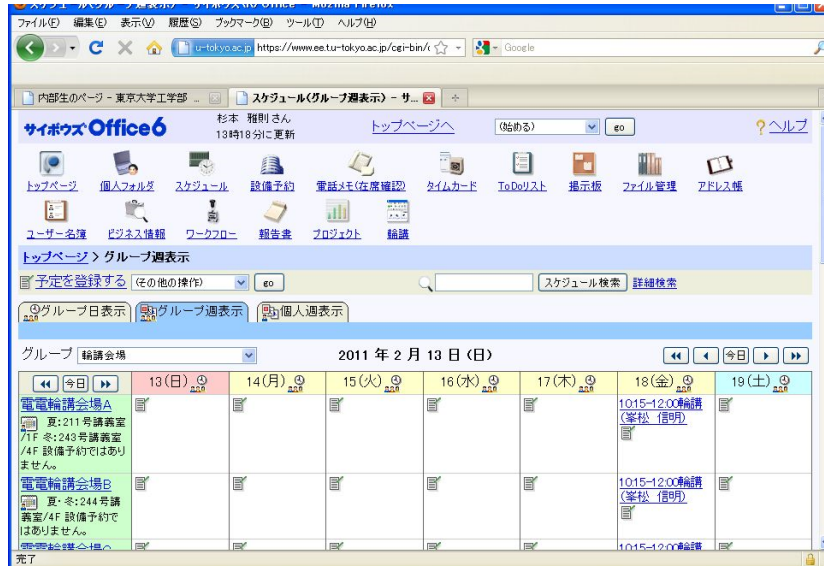 ファイル(F) 編集(E) 表示(V) 履歴(S) ブックマーク(B) ツール(T) ヘルプ(H)
u-tokyo.ac.jp https://www.ee.t.u-tokyo.ac.jp/cgi-bin/c Google
内部生のページ - 東京大学工学部 ... スケジュール(グループ週表示) - サ...
サイボウズ Office6 杉本 雅則さん トップページへ (始める) go ? ヘルプ
13時18分に更新
トップページ 個人フォルダ スケジュール 設備予約 電話メモ(在席確認) タイムカード ToDoリスト 掲示板 ファイル管理 アドレス帳
ユーザー名簿 ビジネス情報 ワークフロー 報告書 プロジェクト 輪講
トップページ > グループ週表示
予定を登録する (その他の操作) go スケジュール検索 詳細検索
グループ日表示 グループ週表示 個人週表示
グループ 輪講会場 2011 年 2 月 13 日 (日) 今日
今日 13(日) 14(月) 15(火) 16(水) 17(木) 18(金) 19(土)
電電輪講会場A
夏:211号講義室
/1F 冬:243号講義室
/4F 設備予約ではあり
ません。
10:15-12:00輪講
(峯松 信明)
電電輪講会場B
夏・冬:244号講
義室/4F 設備予約で
はありません。
10:15-12:00輪講
(峯松 信明)
完了